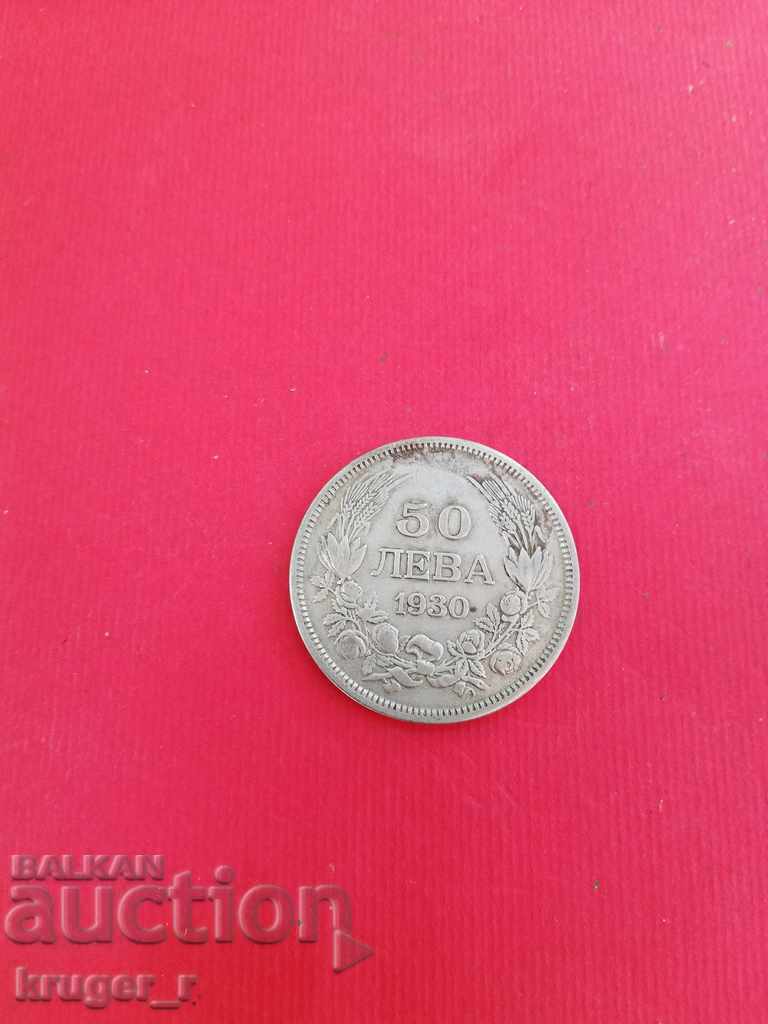 50
ЛЕВА
1930
BALKAN
auction
kruger_r